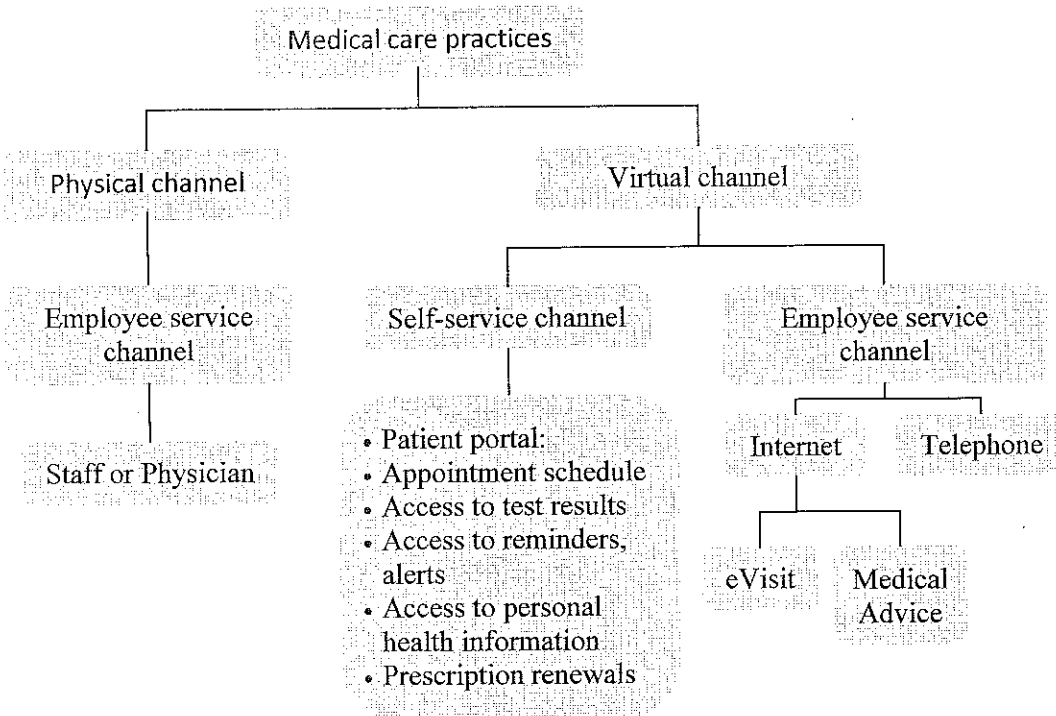 Medical care practices
Physical channel
Virtual channel
Employee service
channel
Self-service channel
Employee service
channel
Staff or Physician
• Patient portal:
• Appointment schedule
• Access to test results
• Access to reminders,
alerts
• Access to personal
health information
• Prescription renewals
Internet
Telephone
eVisit
Medical
Advice